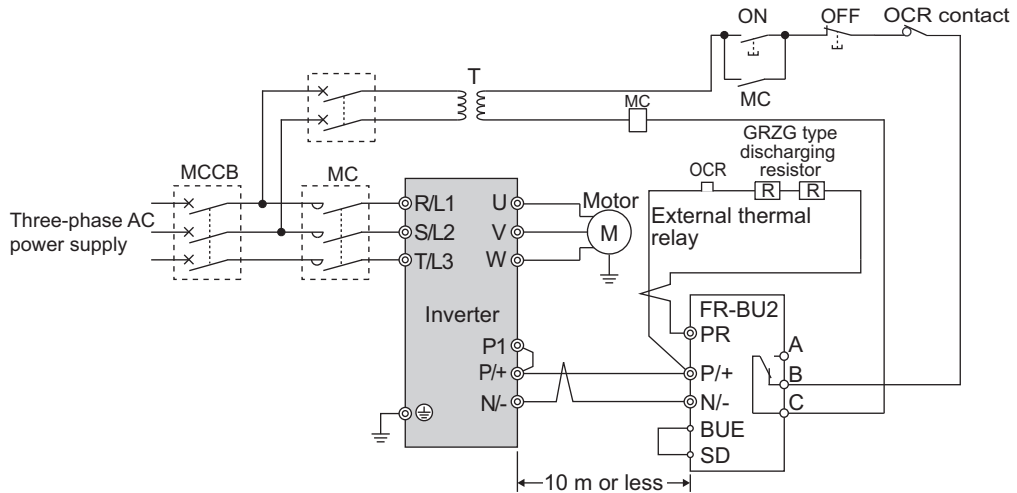 ON
OFF
OCR contact
T
MC
MC
GRZG type
discharging
resistor
OCR
R
R
External thermal
relay
MCCB
MC
Three-phase AC
power supply
R/L1
S/L2
T/L3
U
V
W
Motor
M
Inverter
P1
P/+
N/-
FR-BU2
PR
P/+
N/-
BUE
SD
A
B
C
10 m or less